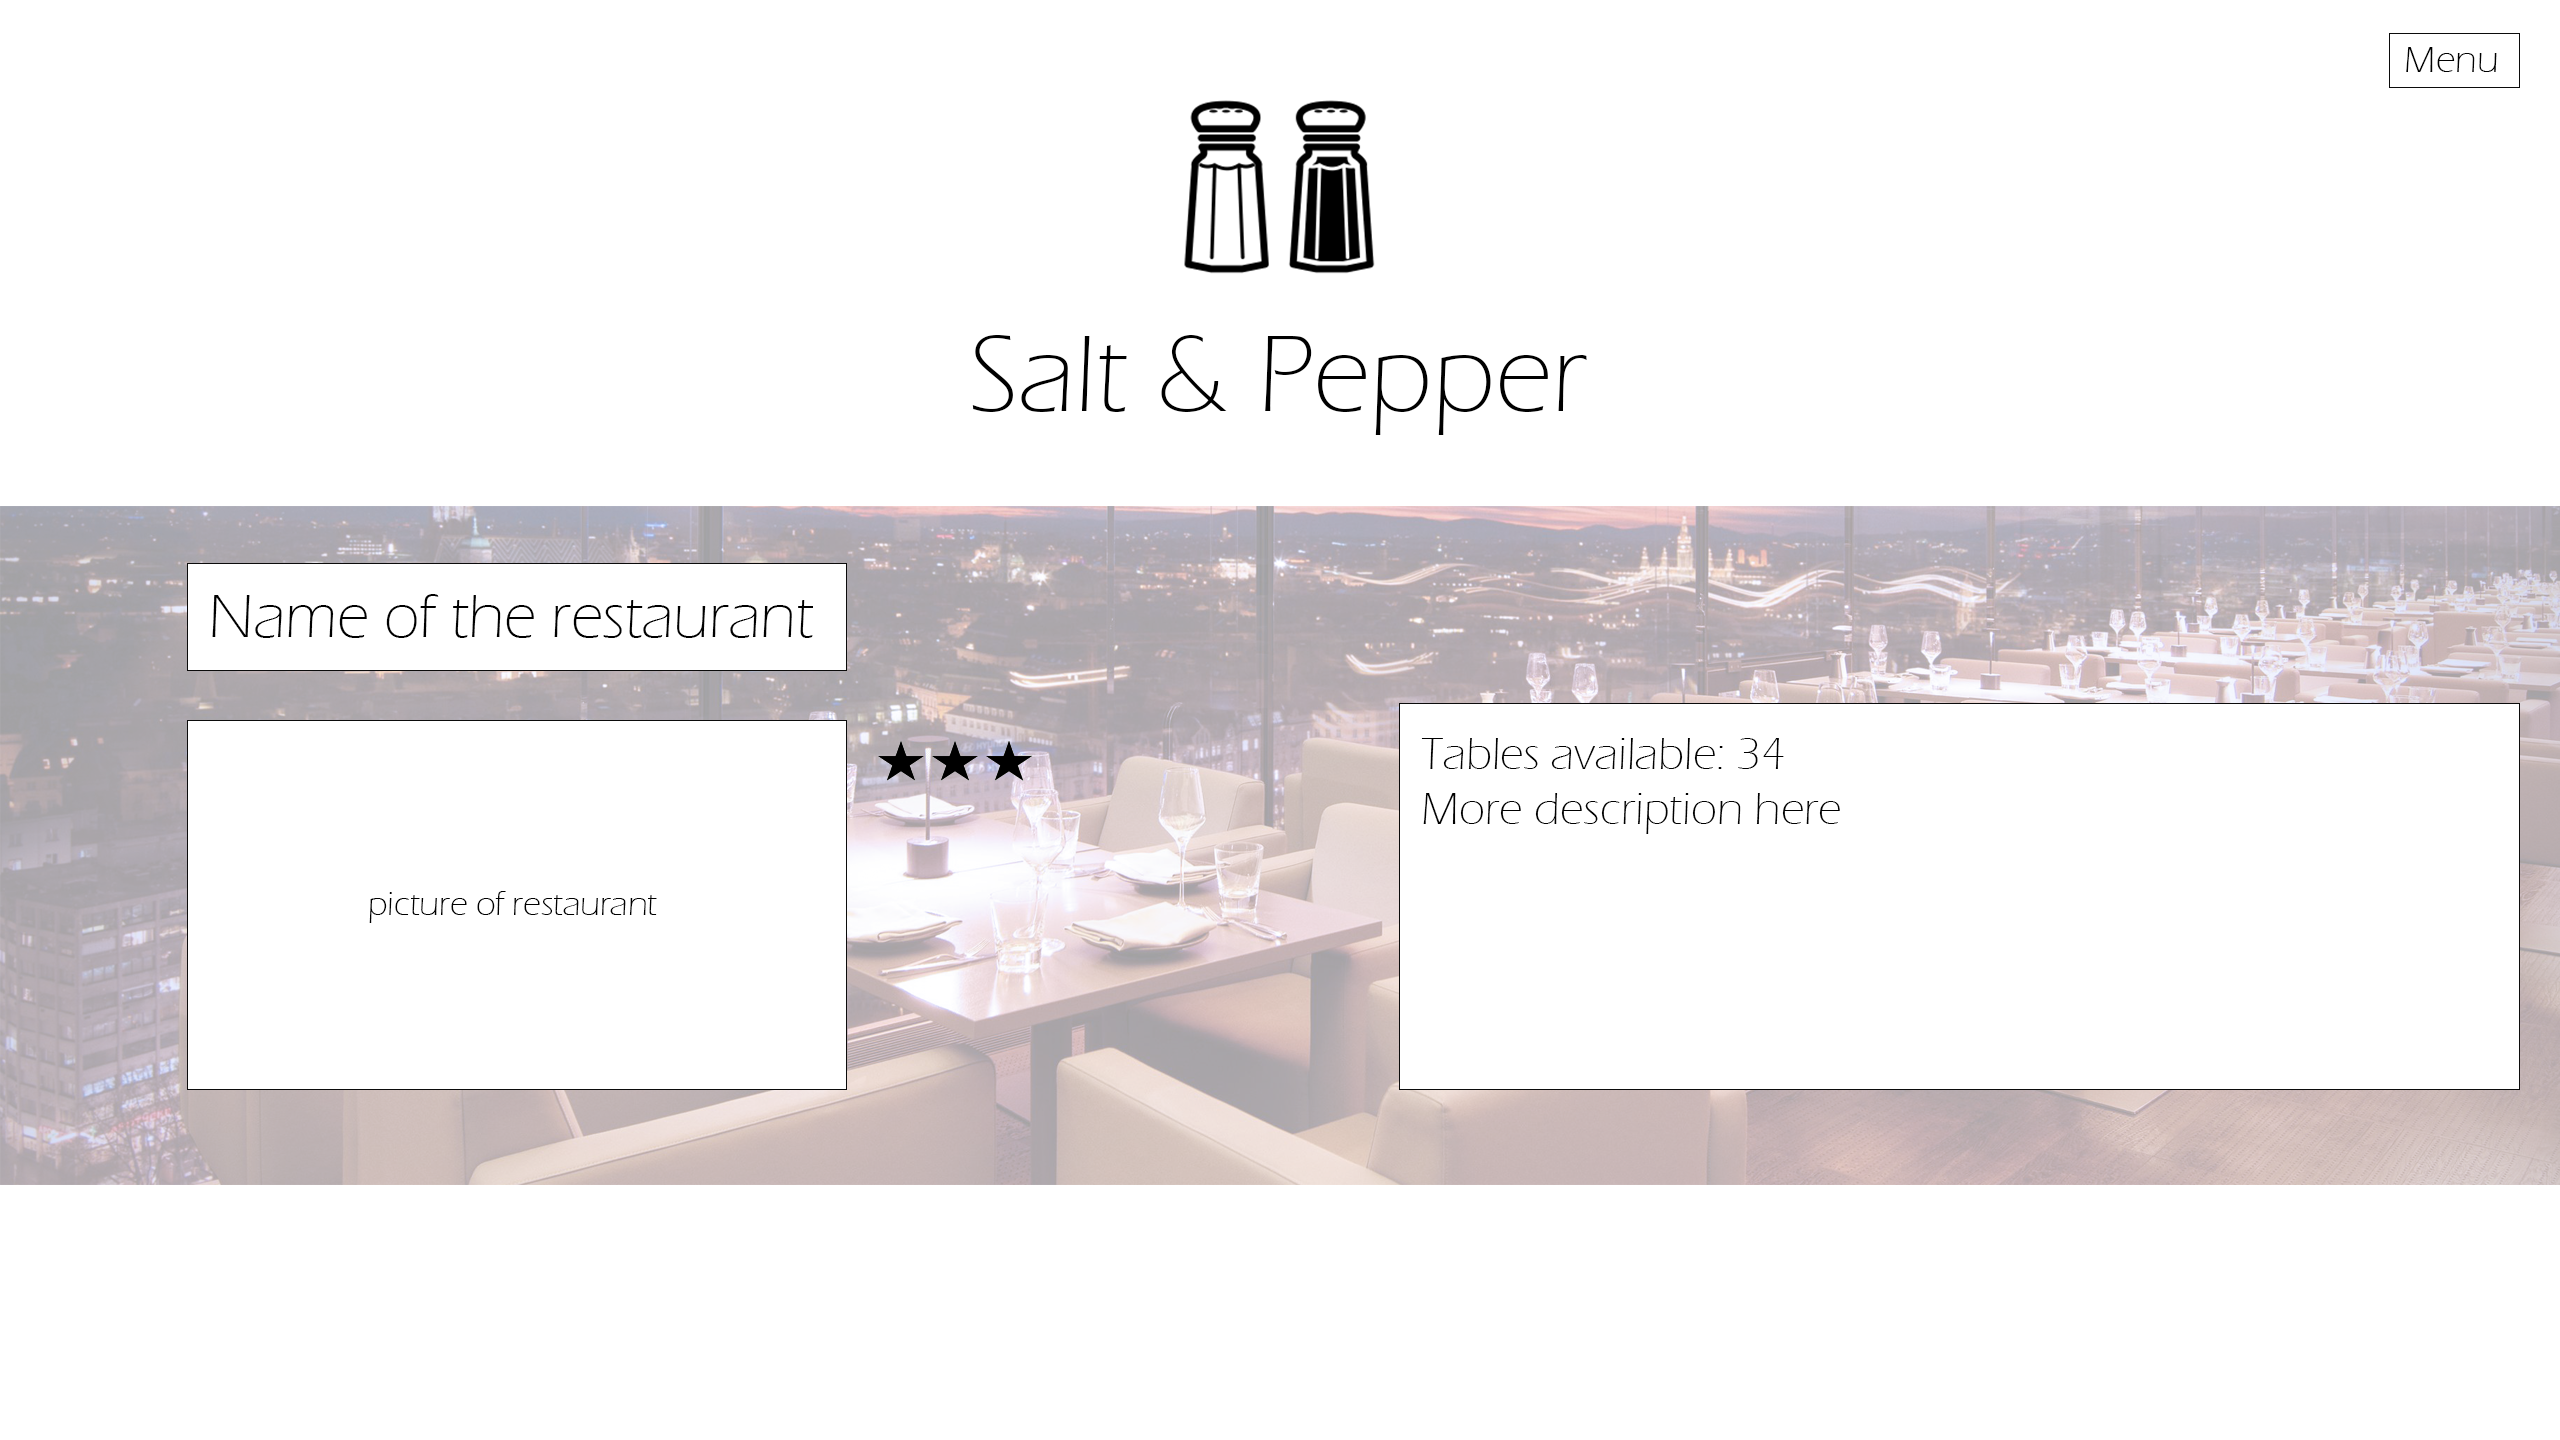 Menu
Salt & Pepper
Name of the restaurant
★★★
picture of restaurant
Tables available: 34
More description here